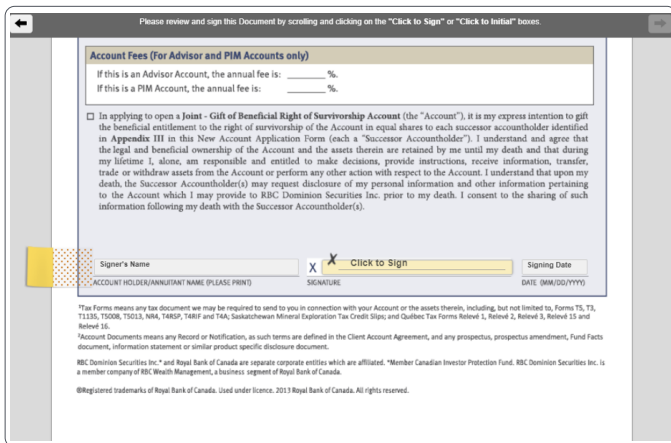 Please review and sign this Document by scrolling and clicking on the "Click to Sign" or "Click to Initial" boxes.
Account Fees (For Advisor and PIM Accounts only)
If this is an Advisor Account, the annual fee is: ________ %.
If this is a PIM Account, the annual fee is: ________ %.
☐ In applying to open a Joint - Gift of Beneficial Right of Survivorship Account (the "Account"), it is my express intention to gift
the beneficial entitlement to the right of survivorship of the Account in equal shares to each successor accountholder identified
in Appendix III in this New Account Application Form (each a "Successor Accountholder"). I understand and agree that
the legal and beneficial ownership of the Account and the assets therein are retained by me until my death and that during
my lifetime I, alone, am responsible and entitled to make decisions, provide instructions, receive information, transfer,
trade or withdraw assets from the Account or perform any other action with respect to the Account. I understand that upon my
death, the Successor Accountholder(s) may request disclosure of my personal information and other information pertaining
to the Account which I may provide to RBC Dominion Securities Inc. prior to my death. I consent to the sharing of such
information following my death with the Successor Accountholder(s).
Signer's Name X X Click to Sign Signing Date
ACCOUNT HOLDER/ANNUITANT NAME (PLEASE PRINT) SIGNATURE DATE (MM/DD/YYYY)
¹Tax Forms means any tax document we may be required to send to you in connection with your Account or the assets therein, including, but not limited to, Forms T5, T3,
T1135, T5008, T5013, NR4, T4RSP, T4RIF and T4A; Saskatchewan Mineral Exploration Tax Credit Slips; and Québec Tax Forms Relevé 1, Relevé 2, Relevé 3, Relevé 15 and
Relevé 16.
²Account Documents means any Record or Notification, as such terms are defined in the Client Account Agreement, and any prospectus, prospectus amendment, Fund Facts
document, information statement or similar product specific disclosure document.
RBC Dominion Securities Inc.* and Royal Bank of Canada are separate corporate entities which are affiliated. *Member Canadian Investor Protection Fund. RBC Dominion Securities Inc. is
a member company of RBC Wealth Management, a business segment of Royal Bank of Canada.
®Registered trademarks of Royal Bank of Canada. Used under licence. 2013 Royal Bank of Canada. All rights reserved.